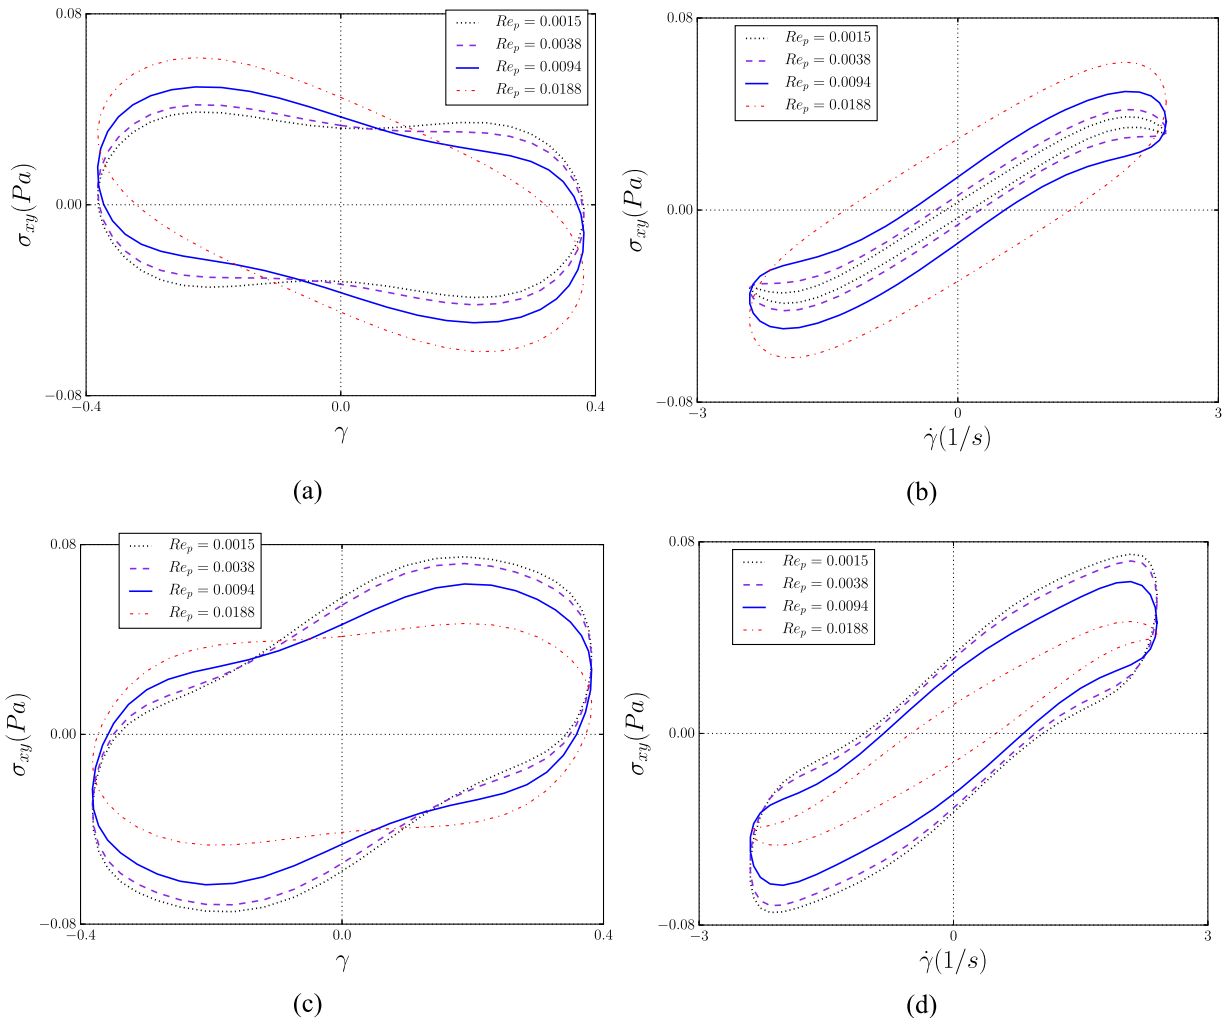 0.08
Re_p = 0.0015
Re_p = 0.0038
Re_p = 0.0094
Re_p = 0.0188
σ_xy(Pa)
0.00
−0.08
−0.4
0.0
0.4
γ
(a)
0.08
Re_p = 0.0015
Re_p = 0.0038
Re_p = 0.0094
Re_p = 0.0188
σ_xy(Pa)
0.00
−0.08
−3
0
3
γ̇(1/s)
(b)
0.08
Re_p = 0.0015
Re_p = 0.0038
Re_p = 0.0094
Re_p = 0.0188
σ_xy(Pa)
0.00
−0.08
−0.4
0.0
0.4
γ
(c)
0.08
Re_p = 0.0015
Re_p = 0.0038
Re_p = 0.0094
Re_p = 0.0188
σ_xy(Pa)
0.00
−0.08
−3
0
3
γ̇(1/s)
(d)